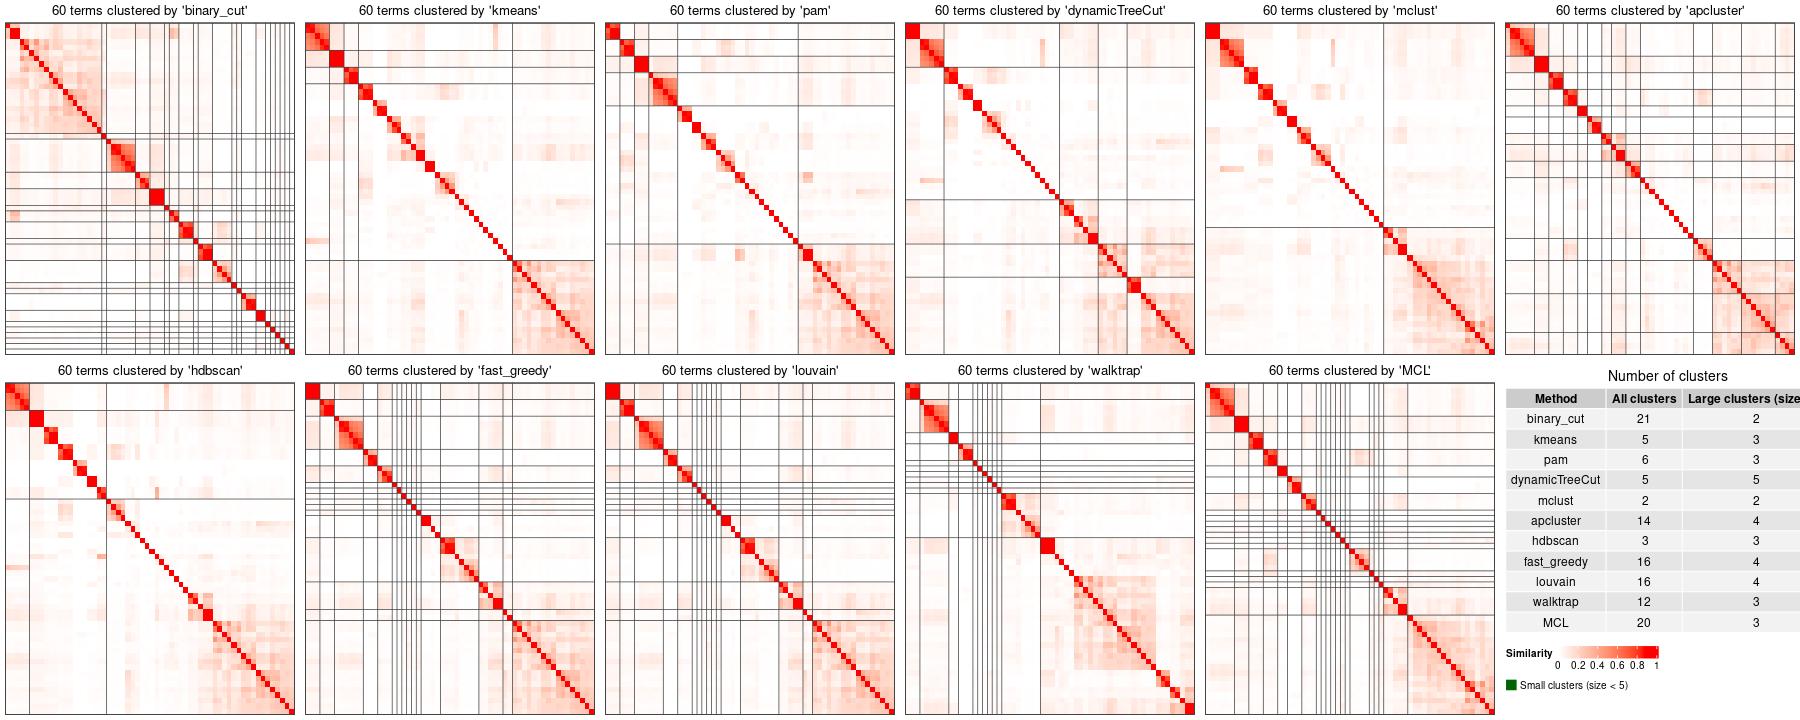 60 terms clustered by 'binary_cut'
60 terms clustered by 'kmeans'
60 terms clustered by 'pam'
60 terms clustered by 'dynamicTreeCut'
60 terms clustered by 'mclust'
60 terms clustered by 'apcluster'
60 terms clustered by 'hdbscan'
60 terms clustered by 'fast_greedy'
60 terms clustered by 'louvain'
60 terms clustered by 'walktrap'
60 terms clustered by 'MCL'
Number of clusters
Method All clusters Large clusters (size
binary_cut 21 2
kmeans 5 3
pam 6 3
dynamicTreeCut 5 5
mclust 2 2
apcluster 14 4
hdbscan 3 3
fast_greedy 16 4
louvain 16 4
walktrap 12 3
MCL 20 3
Similarity
0 0.2 0.4 0.6 0.8 1
Small clusters (size < 5)